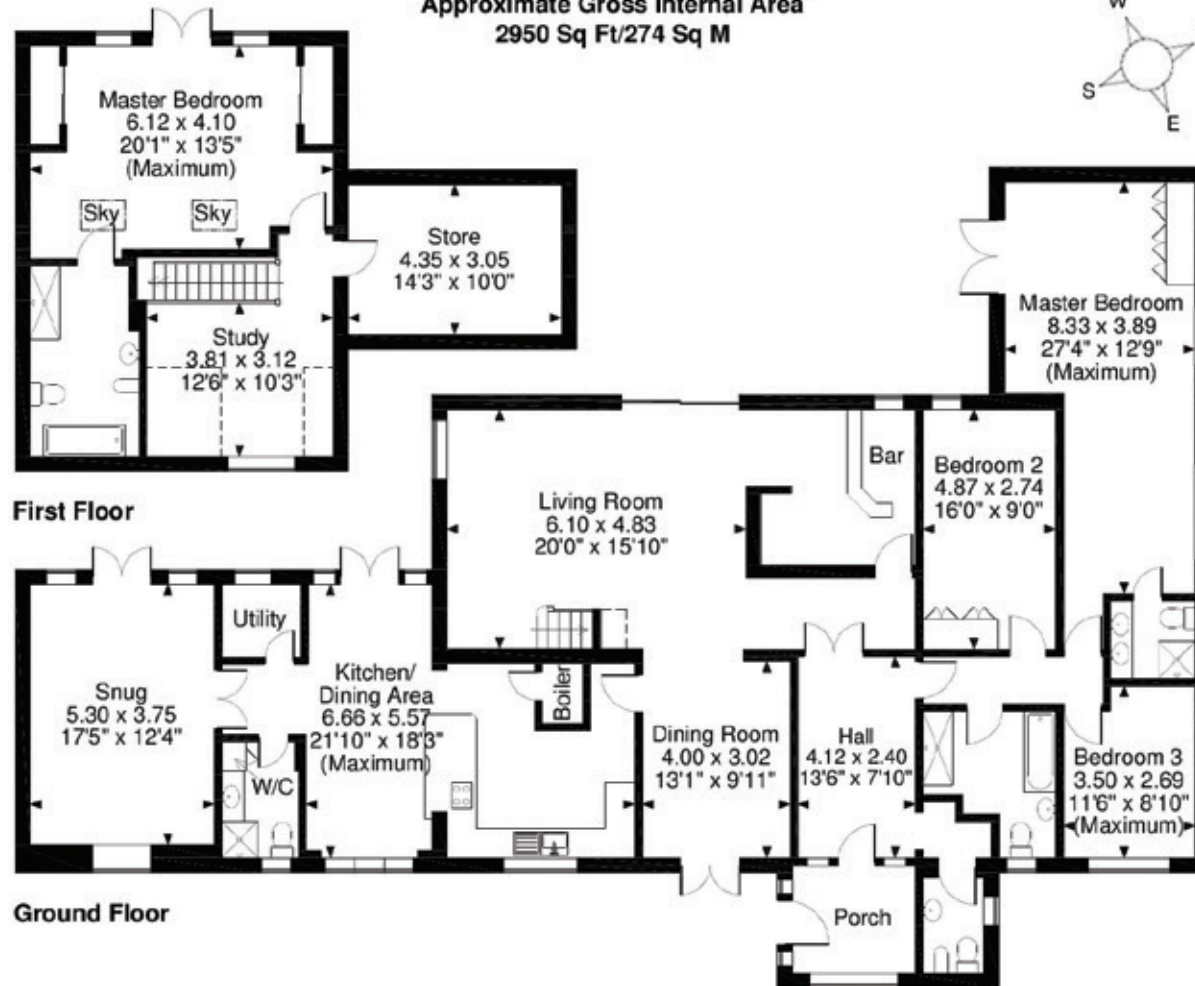 Approximate Gross Internal Area
2950 Sq Ft/274 Sq M
W
S
E
Master Bedroom
6.12 x 4.10
20'1" x 13'5"
(Maximum)
Sky
Sky
Store
4.35 x 3.05
14'3" x 10'0"
Study
3.81 x 3.12
12'6" x 10'3"
First Floor
Master Bedroom
8.33 x 3.89
27'4" x 12'9"
(Maximum)
Living Room
6.10 x 4.83
20'0" x 15'10"
Bar
Bedroom 2
4.87 x 2.74
16'0" x 9'0"
Utility
Snug
5.30 x 3.75
17'5" x 12'4"
Kitchen/
Dining Area
6.66 x 5.57
21'10" x 18'3"
(Maximum)
Boiler
W/C
Dining Room
4.00 x 3.02
13'1" x 9'11"
Hall
4.12 x 2.40
13'6" x 7'10"
Bedroom 3
3.50 x 2.69
11'6" x 8'10"
(Maximum)
Porch
Ground Floor